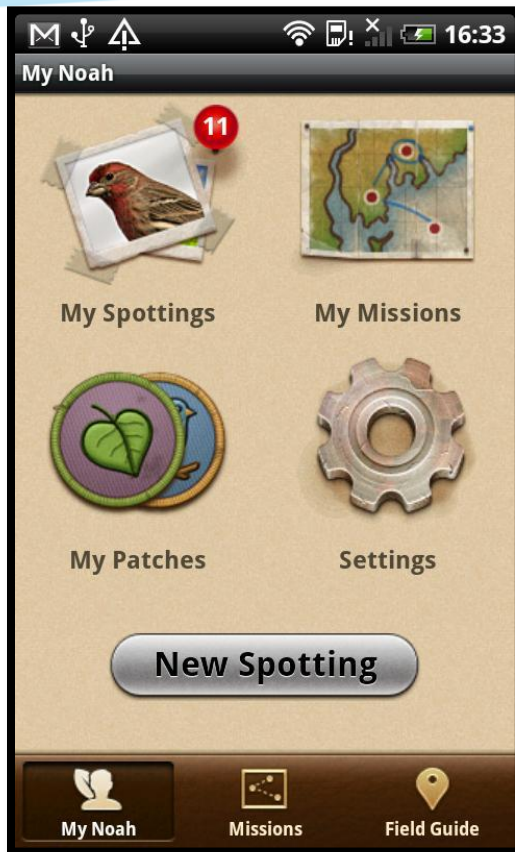 16:33
My Noah
11
My Spottings
My Missions
My Patches
Settings
New Spotting
My Noah
Missions
Field Guide